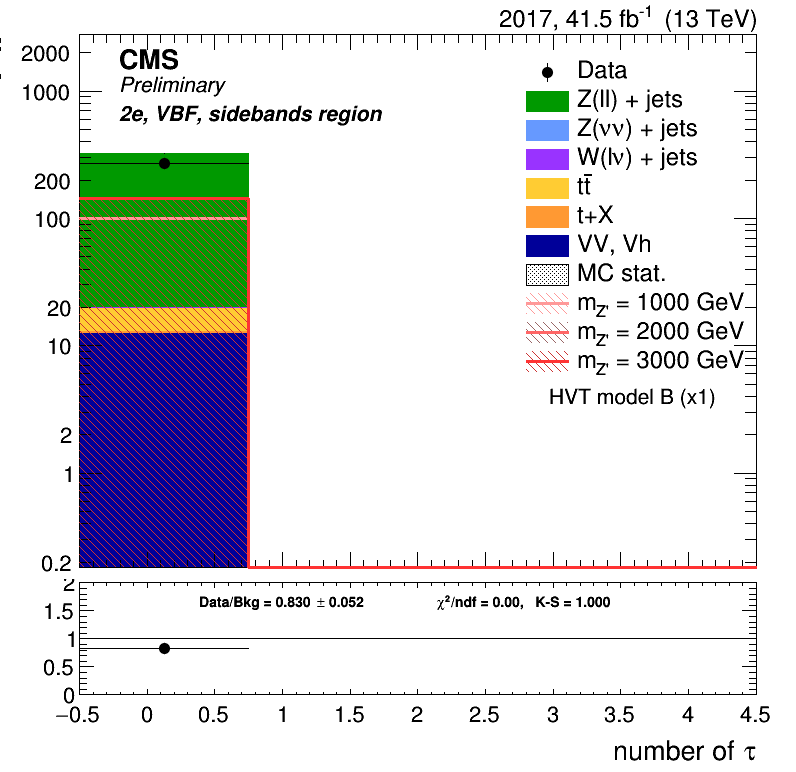 2017, 41.5 fb⁻¹ (13 TeV)
CMS
Preliminary
2e, VBF, sidebands region
Data
Z(ll) + jets
Z(νν) + jets
W(lν) + jets
tt̄
t+X
VV, Vh
MC stat.
m_Z' = 1000 GeV
m_Z' = 2000 GeV
m_Z' = 3000 GeV
HVT model B (x1)
2000
1000
200
100
20
10
2
1
0.2
Data/Bkg = 0.830 ± 0.052
χ²/ndf = 0.00, K-S = 1.000
2
1.5
1
0.5
0
−0.5 0 0.5 1 1.5 2 2.5 3 3.5 4 4.5
number of τ